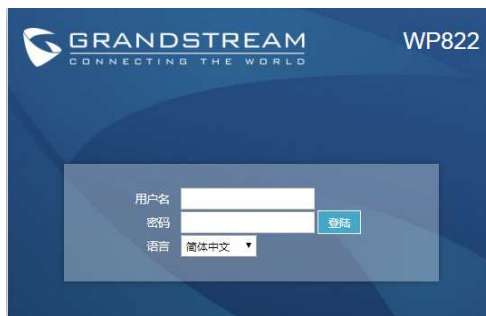 GRANDSTREAM WP822
CONNECTING THE WORLD
用户名
密码 登陆
语言 简体中文